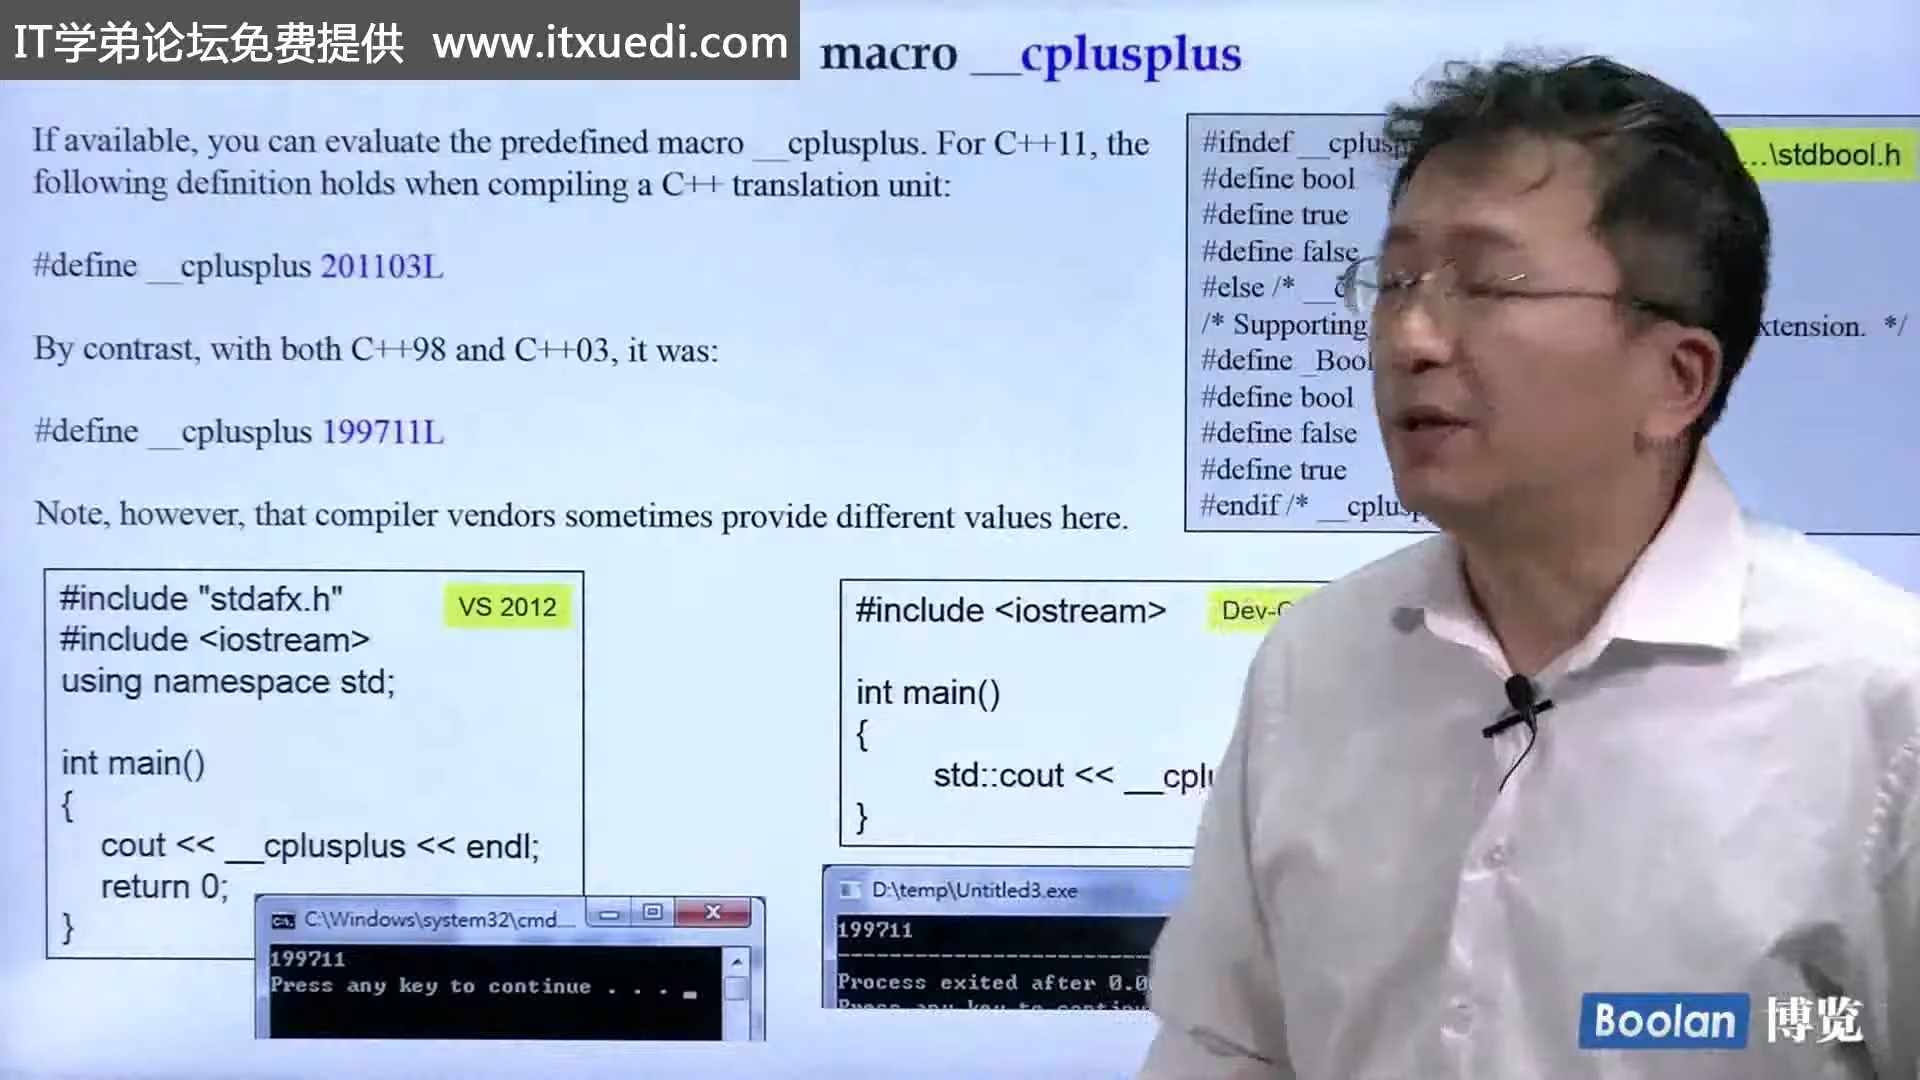 IT学弟论坛免费提供 www.itxuedi.com
macro __cplusplus
If available, you can evaluate the predefined macro __cplusplus. For C++11, the
following definition holds when compiling a C++ translation unit:
#define __cplusplus 201103L
By contrast, with both C++98 and C++03, it was:
#define __cplusplus 199711L
Note, however, that compiler vendors sometimes provide different values here.
...\stdbool.h
#ifndef
#define bool
#define true
#define false
#else /*
/* Supporting xtension. */
#define _Bool
#define bool
#define false
#define true
#endif /*
VS 2012
#include "stdafx.h"
#include <iostream>
using namespace std;
int main()
{
cout << __cplusplus << endl;
return 0;
}
C:\Windows\system32\cmd....
199711
Press any key to continue . . .
#include <iostream>
int main()
{
std::cout <<
}
D:\temp\Untitled3.exe
199711
Process exited after
Boolan 博览